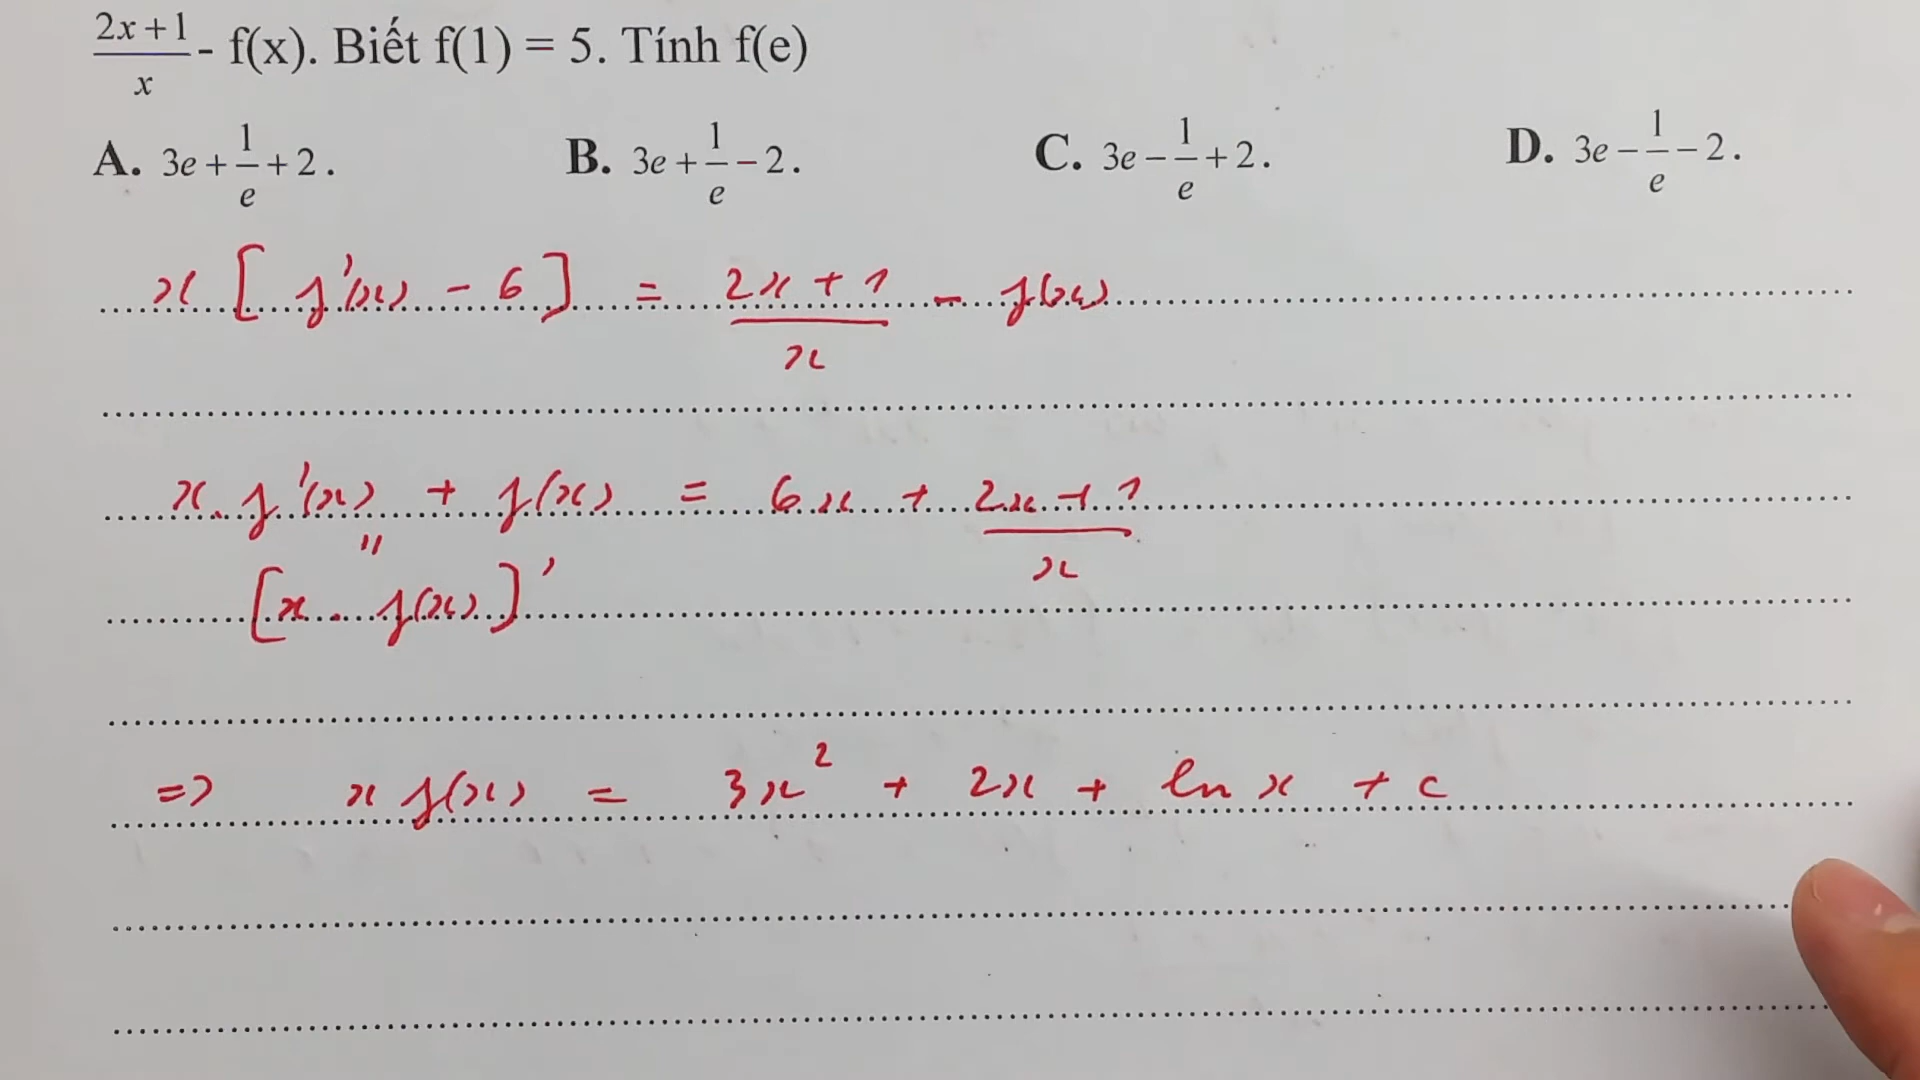 (2x+1)/x - f(x). Biết f(1) = 5. Tính f(e)
A. 3e + 1/e + 2. B. 3e + 1/e - 2. C. 3e - 1/e + 2. D. 3e - 1/e - 2.
x [ f'(x) - 6 ] = (2x + 1)/x - f(x)
x. f'(x) + f(x) = 6x + (2x + 1)/x
"
[x . f(x)]'
=> x f(x) = 3x² + 2x + ln x + c